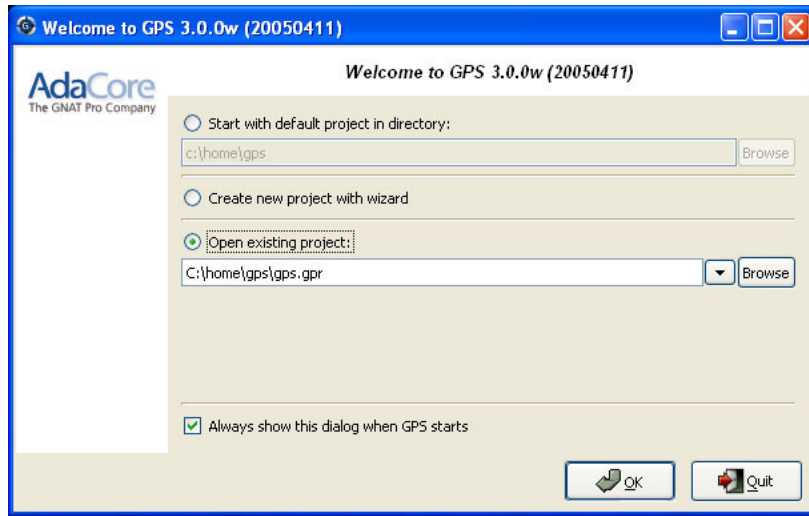 Welcome to GPS 3.0.0w (20050411)
AdaCore
The GNAT Pro Company
Welcome to GPS 3.0.0w (20050411)
Start with default project in directory:
c:\home\gps Browse
Create new project with wizard
Open existing project:
C:\home\gps\gps.gpr Browse
Always show this dialog when GPS starts
OK Quit